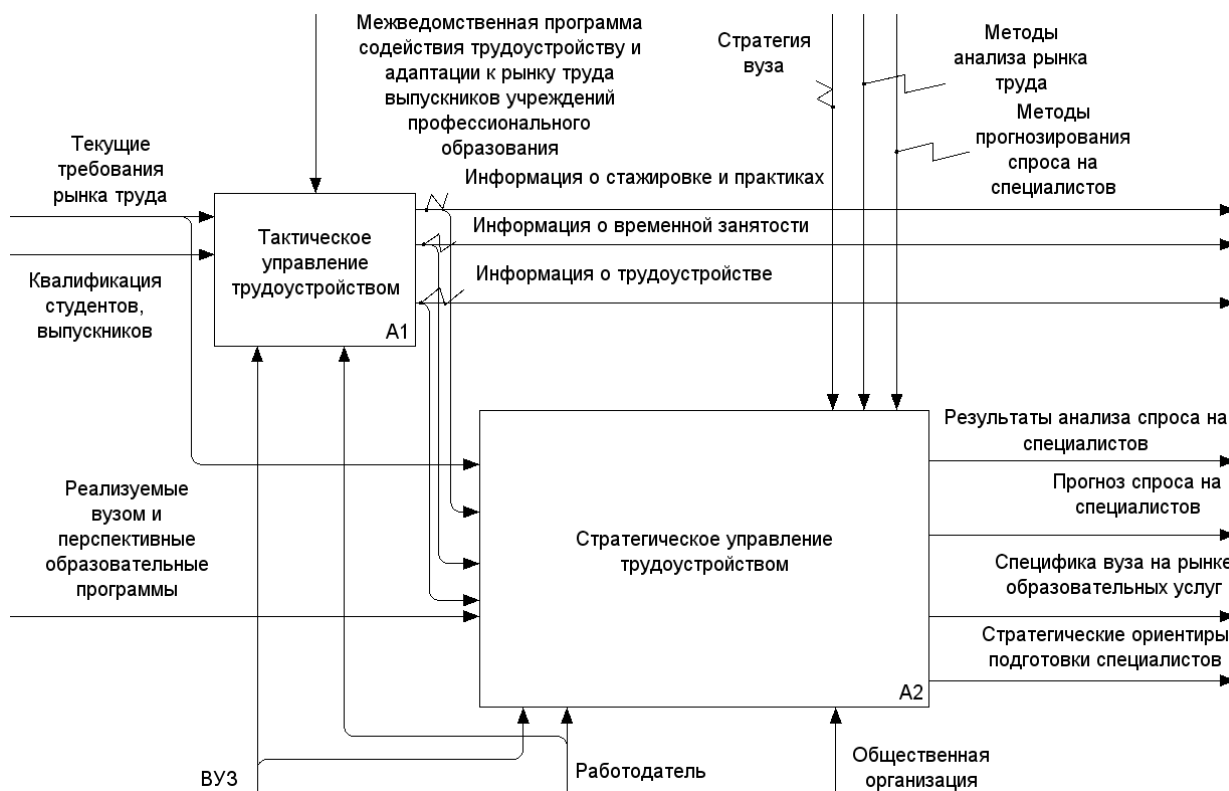 Межведомственная программа
содействия трудоустройству и
адаптации к рынку труда
выпускников учреждений
профессионального
образования
Стратегия
вуза
Методы
анализа рынка
труда
Методы
прогнозирования
спроса на
специалистов
Текущие
требования
рынка труда
Информация о стажировке и практиках
Информация о временной занятости
Информация о трудоустройстве
Тактическое
управление
трудоустройством
А1
Квалификация
студентов,
выпускников
Реализуемые
вузом и
перспективные
образовательные
программы
Стратегическое управление
трудоустройством
А2
Результаты анализа спроса на
специалистов
Прогноз спроса на
специалистов
Специфика вуза на рынке
образовательных услуг
Стратегические ориентиры
подготовки специалистов
ВУЗ
Работодатель
Общественная
организация